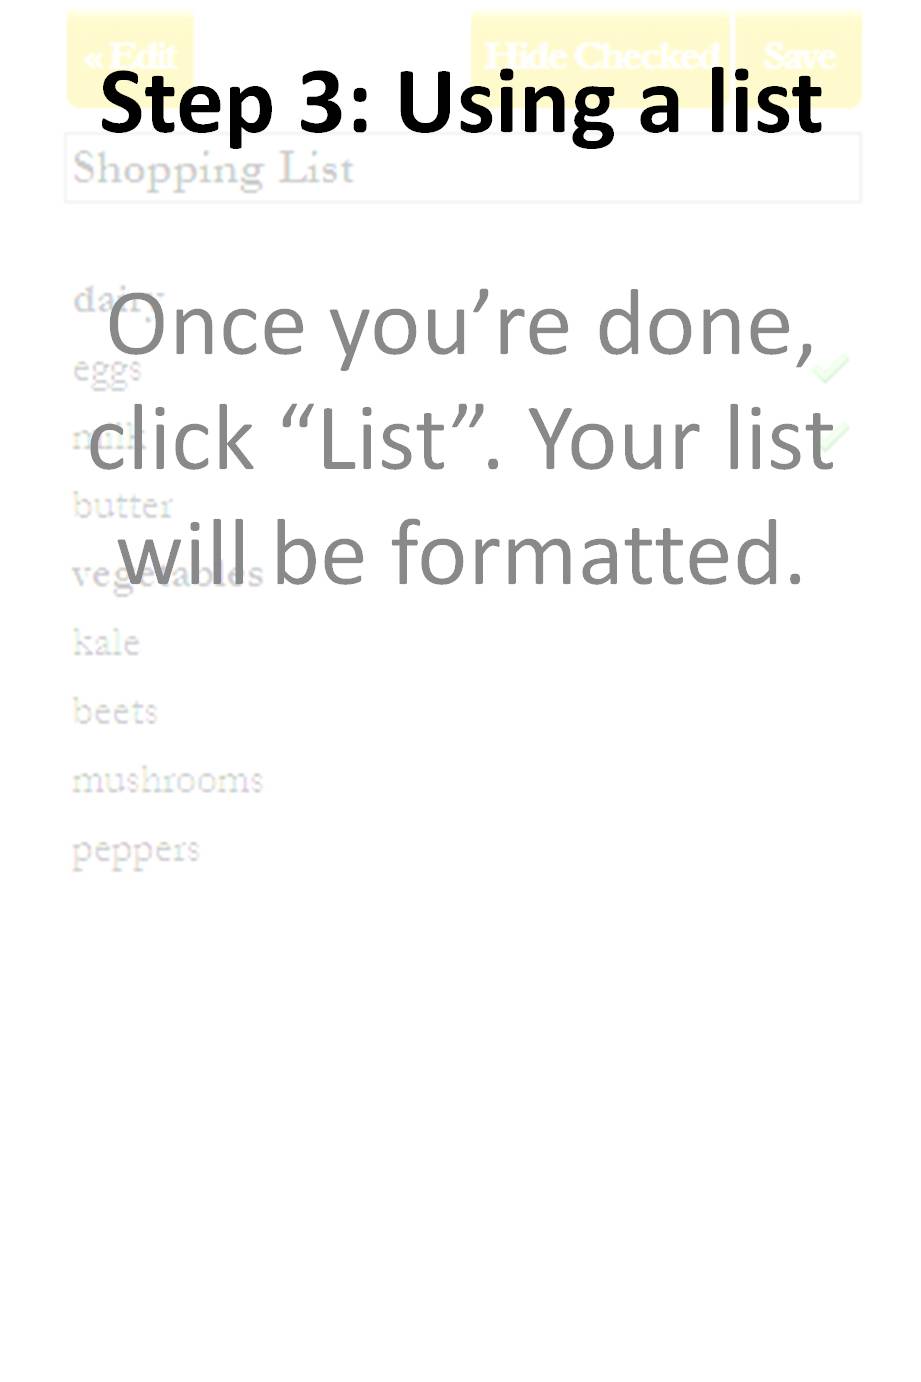 « Edit Hide Checked Save
Step 3: Using a list
Shopping List
dairy
Once you’re done,
eggs
click “List”. Your list
milk
butter
will be formatted.
vegetables
kale
beets
mushrooms
peppers